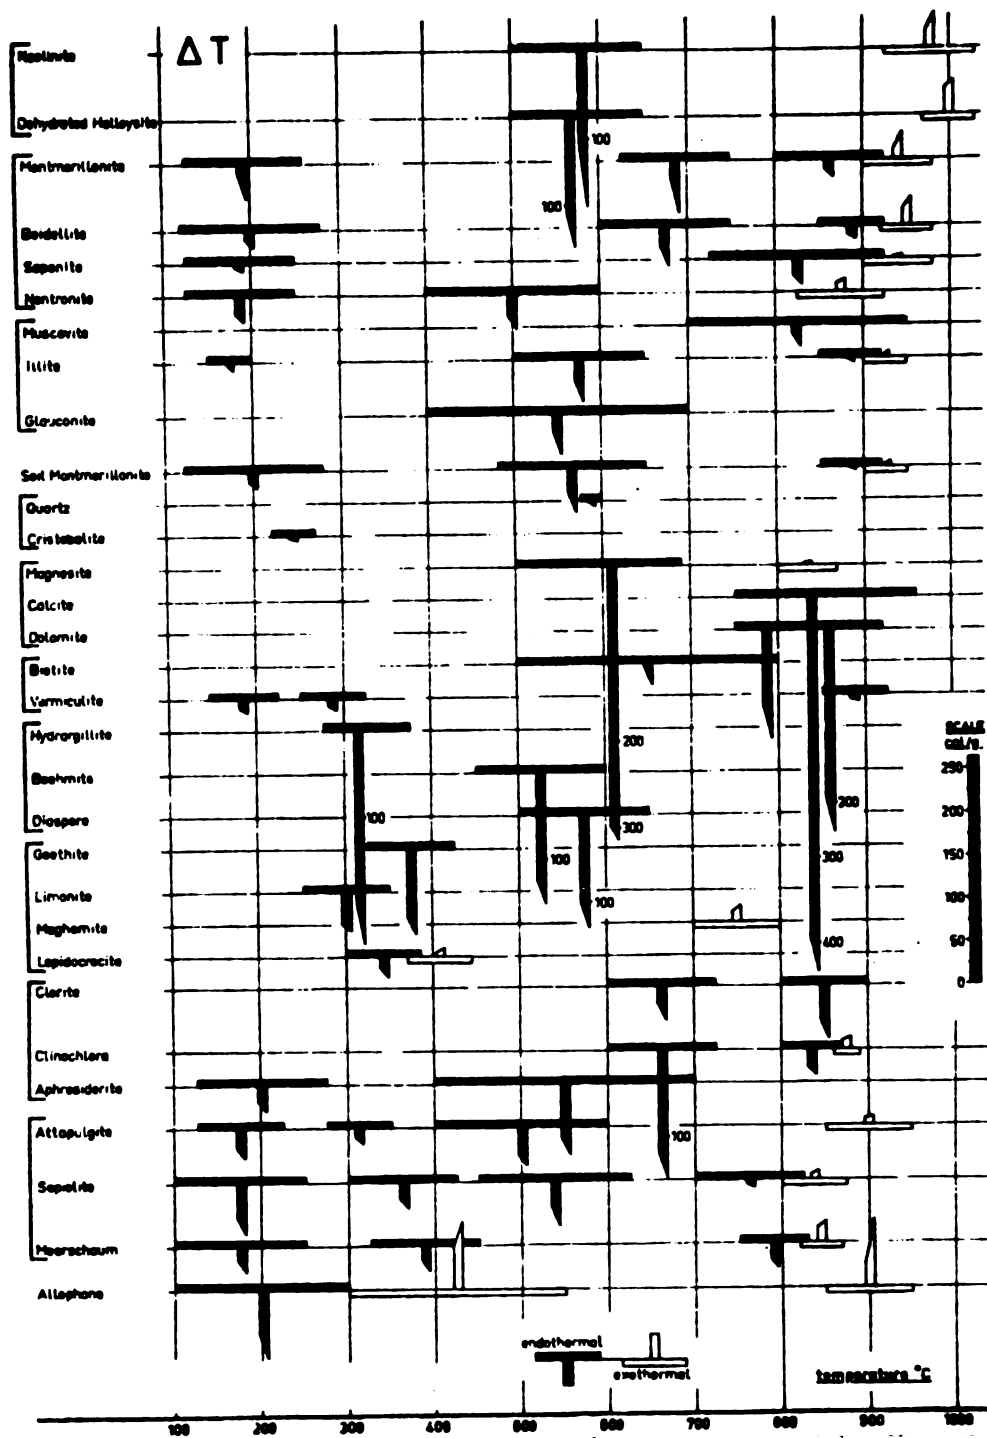 ΔT
Kaolinite
Dehydrated Halloysite
Montmorillonite
Beidellite
Saponite
Nontronite
Muscovite
Illite
Glauconite
Soil Montmorillonite
Quartz
Cristobalite
Magnesite
Calcite
Dolomite
Biotite
Vermiculite
Hydrargillite
Boehmite
Diaspore
Goethite
Limonite
Maghemite
Lepidocrocite
Clorite
Clinochlore
Aphrosiderite
Attapulgite
Sepiolite
Meerschaum
Allophane
100
100
200
300
100
100
100
200
300
400
100
SCALE
cal/g.
250
200
150
100
50
0
endothermal
exothermal
temperature °C
100 200 300 400 500 600 700 800 900 1000